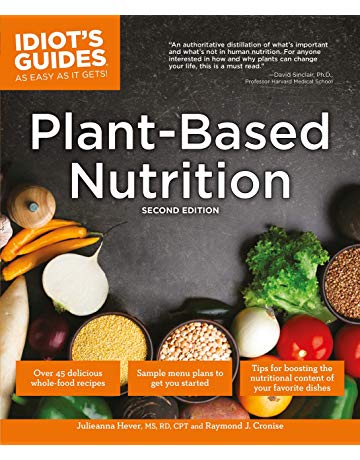 IDIOT'S
GUIDES
AS EASY AS IT GETS!
"An authoritative distillation of what's important
and what's not in human nutrition. For anyone
interested in how and why plants can change
your life, this is a must read."
—David Sinclair, Ph.D.,
Professor Harvard Medical School
Plant-Based
Nutrition
SECOND EDITION
Over 45 delicious
whole-food recipes
Sample menu plans to
get you started
Tips for boosting the
nutritional content of
your favorite dishes
Julieanna Hever, MS, RD, CPT and Raymond J. Cronise